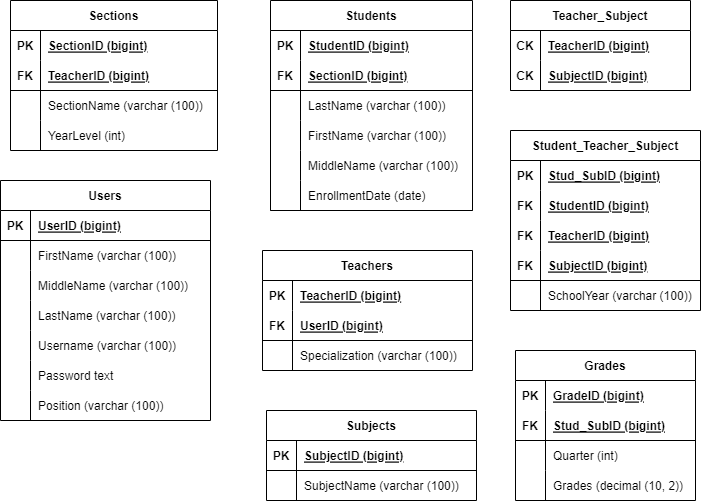 Sections
PK SectionID (bigint)
FK TeacherID (bigint)
SectionName (varchar (100))
YearLevel (int)
Students
PK StudentID (bigint)
FK SectionID (bigint)
LastName (varchar (100))
FirstName (varchar (100))
MiddleName (varchar (100))
EnrollmentDate (date)
Teacher_Subject
CK TeacherID (bigint)
CK SubjectID (bigint)
Student_Teacher_Subject
PK Stud_SubID (bigint)
FK StudentID (bigint)
FK TeacherID (bigint)
FK SubjectID (bigint)
SchoolYear (varchar (100))
Users
PK UserID (bigint)
FirstName (varchar (100))
MiddleName (varchar (100))
LastName (varchar (100))
Username (varchar (100))
Password text
Position (varchar (100))
Teachers
PK TeacherID (bigint)
FK UserID (bigint)
Specialization (varchar (100))
Grades
PK GradeID (bigint)
FK Stud_SubID (bigint)
Quarter (int)
Grades (decimal (10, 2))
Subjects
PK SubjectID (bigint)
SubjectName (varchar (100))